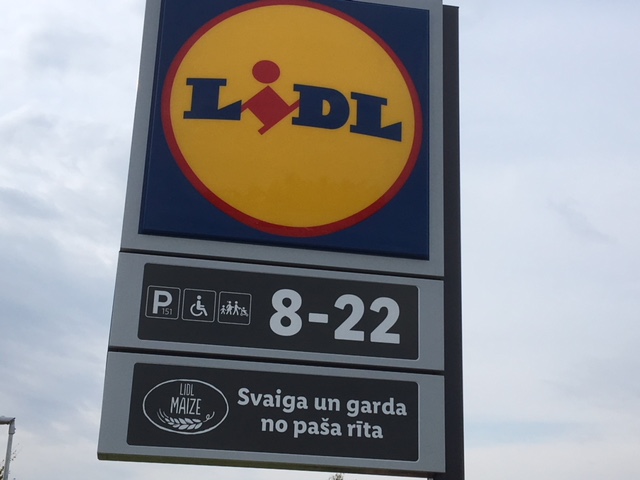 LiDL
P
151
8-22
LIDL
MAIZE
Svaiga un garda
no paša rīta